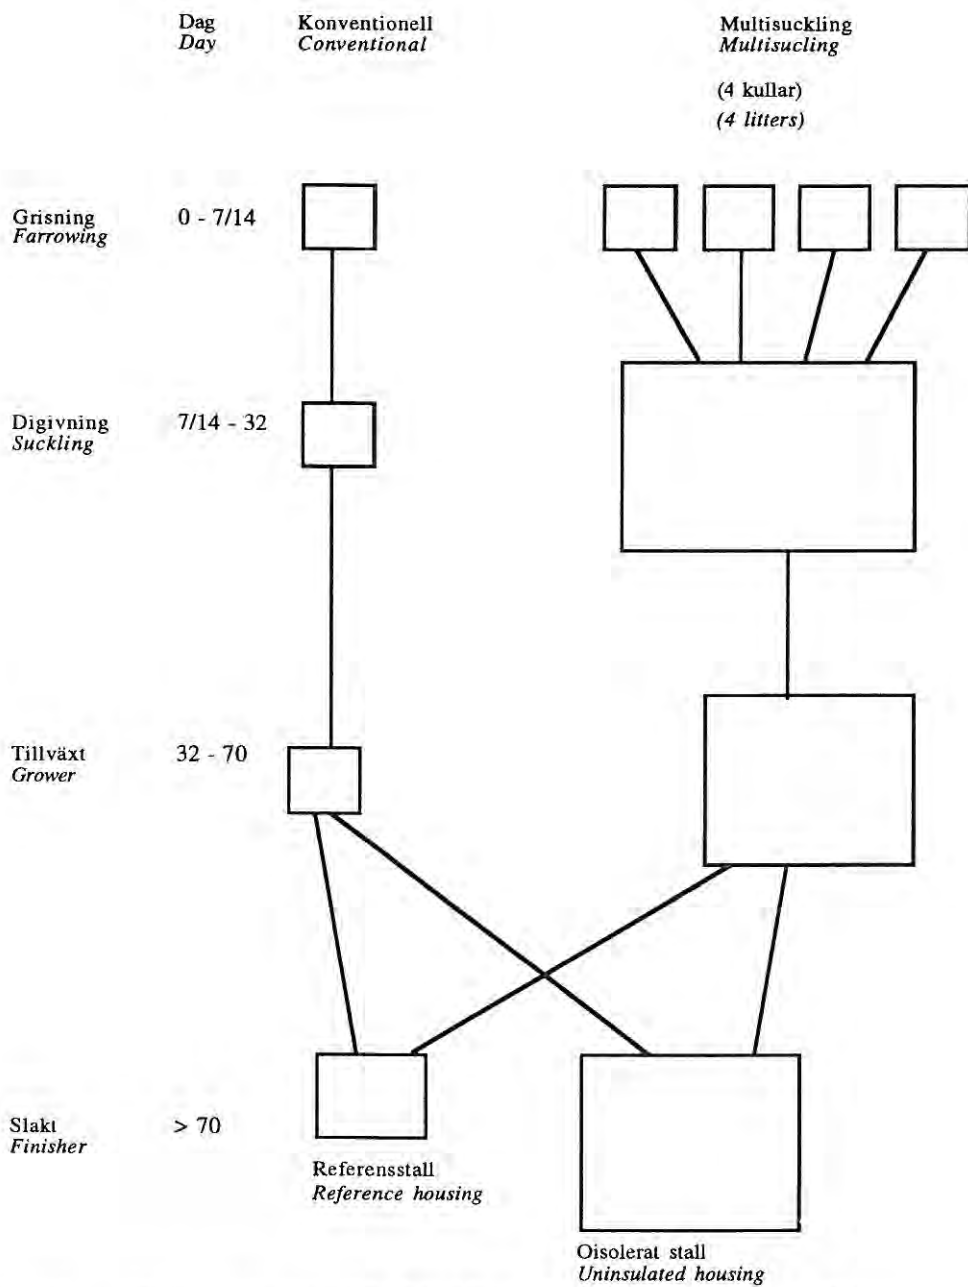 Dag
Day
Konventionell
Conventional
Multisuckling
Multisucling
(4 kullar)
(4 litters)
Grisning
Farrowing
0 - 7/14
Digivning
Suckling
7/14 - 32
Tillväxt
Grower
32 - 70
Slakt
Finisher
> 70
Referensstall
Reference housing
Oisolerat stall
Uninsulated housing